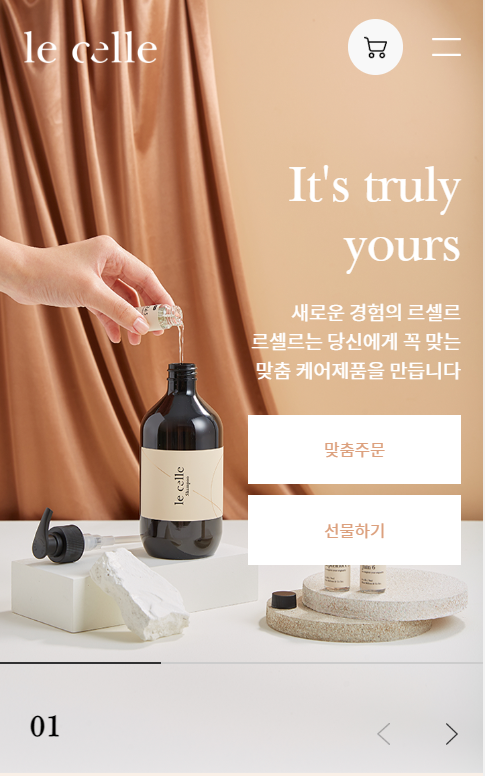 le celle
It's truly
yours
새로운 경험의 르셀르
르셀르는 당신에게 꼭 맞는
맞춤 케어제품을 만듭니다
맞춤주문
선물하기
le celle
Shampoo
01